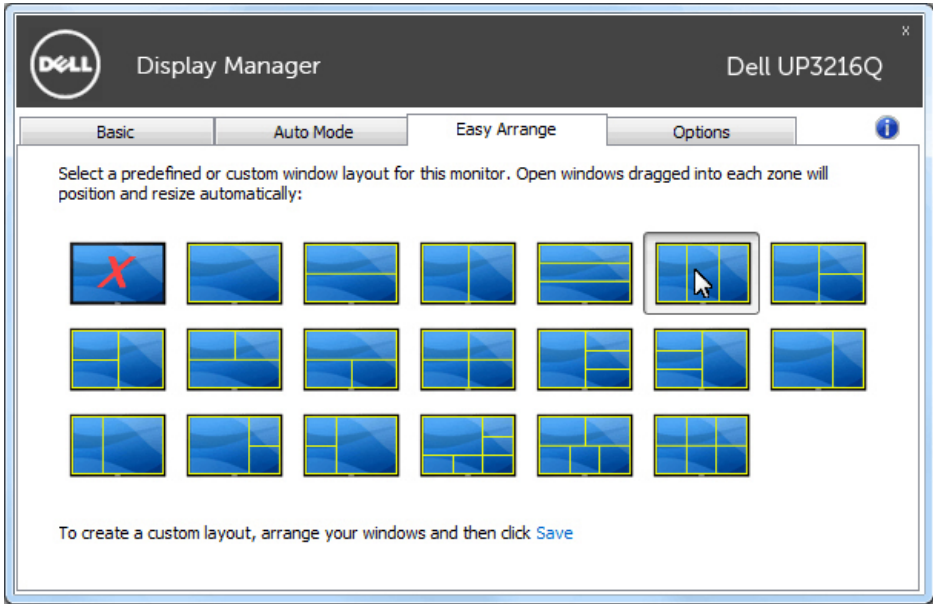 x
DELL
Display Manager
Dell UP3216Q
Basic
Auto Mode
Easy Arrange
Options
i
Select a predefined or custom window layout for this monitor. Open windows dragged into each zone will
position and resize automatically:
X
To create a custom layout, arrange your windows and then click Save